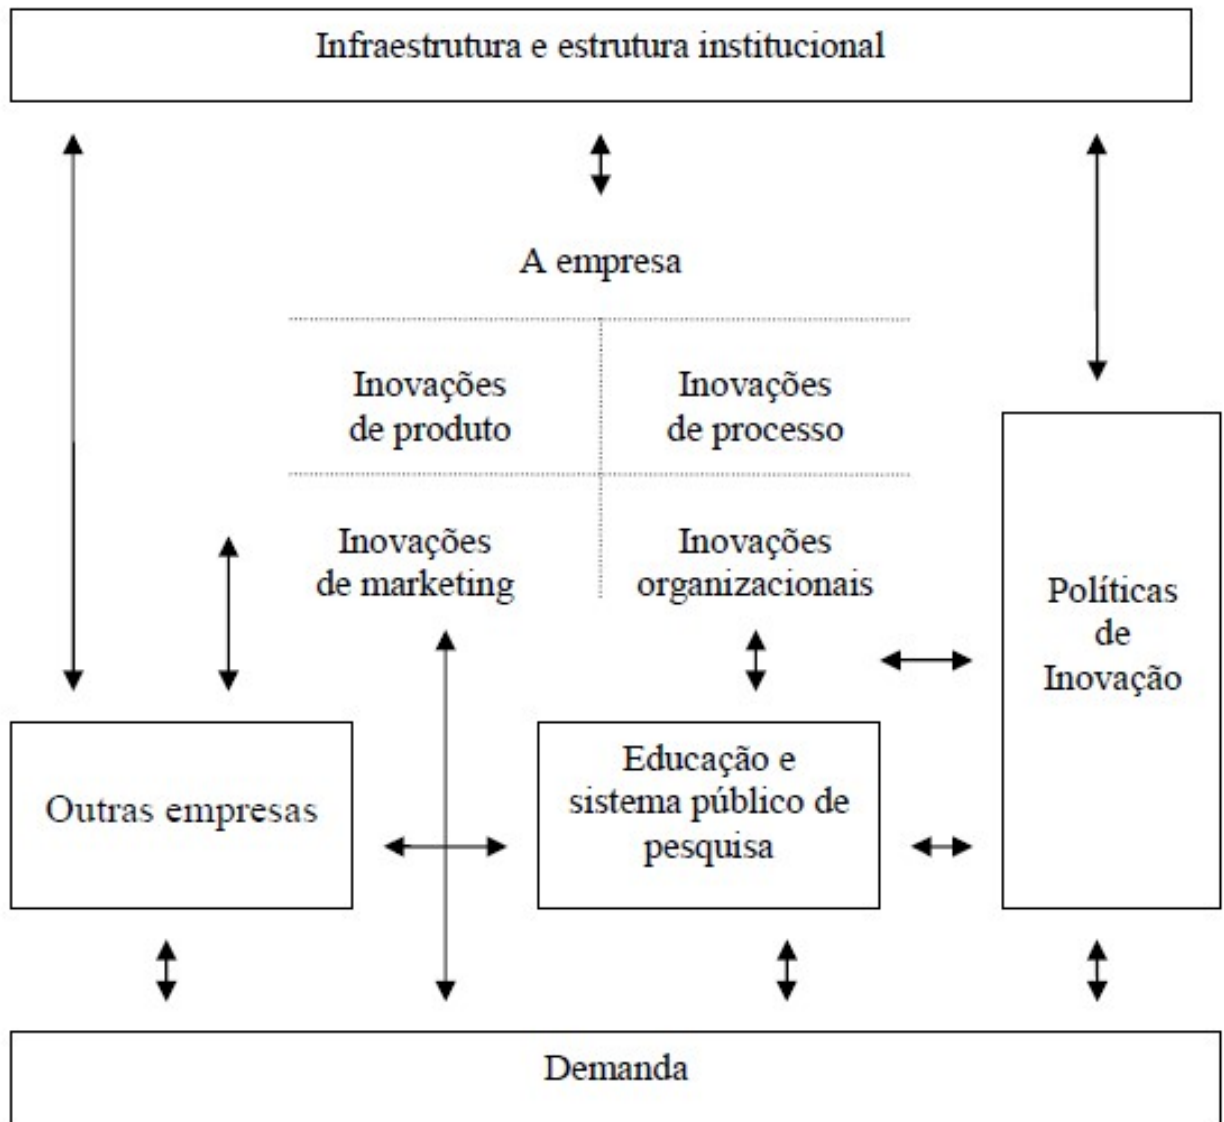 Infraestrutura e estrutura institucional
A empresa
Inovações
de produto
Inovações
de processo
Inovações
de marketing
Inovações
organizacionais
Políticas
de
Inovação
Outras empresas
Educação e
sistema público de
pesquisa
Demanda